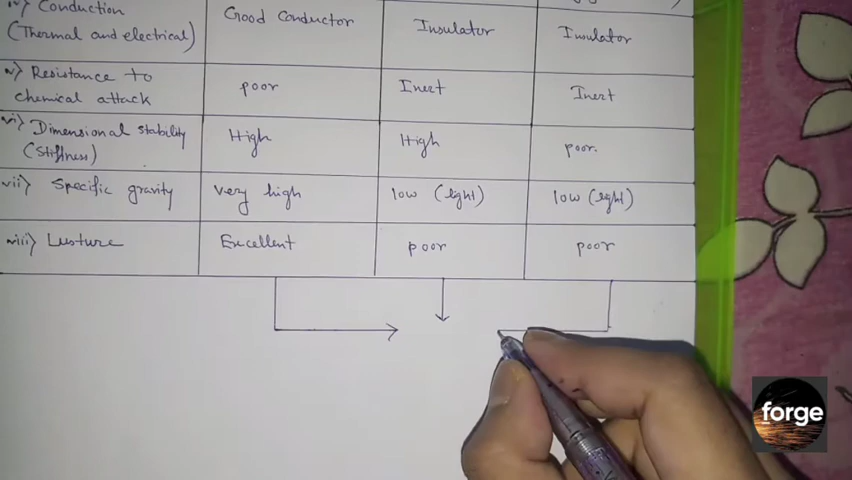 iv) Conduction
(Thermal and electrical)
Good Conductor
Insulator
Insulator
v) Resistance to
chemical attack
poor
Inert
Inert
vi) Dimensional stability
(Stiffness)
High
High
poor.
vii) Specific gravity
very high
low (light)
low (light)
viii) Lusture
Excellent
poor
poor
forge